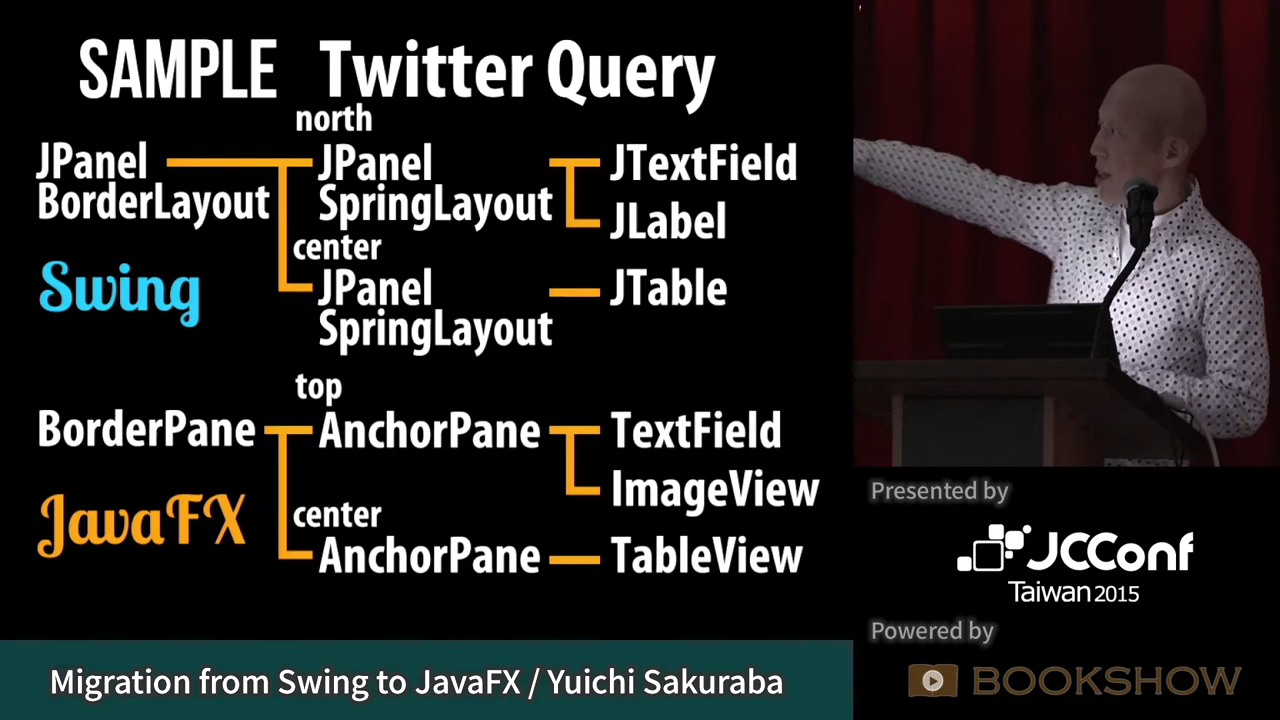 SAMPLE Twitter Query
north
JPanel JPanel JTextField
BorderLayout SpringLayout JLabel
center
Swing JPanel JTable
SpringLayout
top
BorderPane AnchorPane TextField
ImageView
JavaFX center
AnchorPane TableView
Presented by
JCConf
Taiwan 2015
Powered by
BOOKSHOW
Migration from Swing to JavaFX / Yuichi Sakuraba